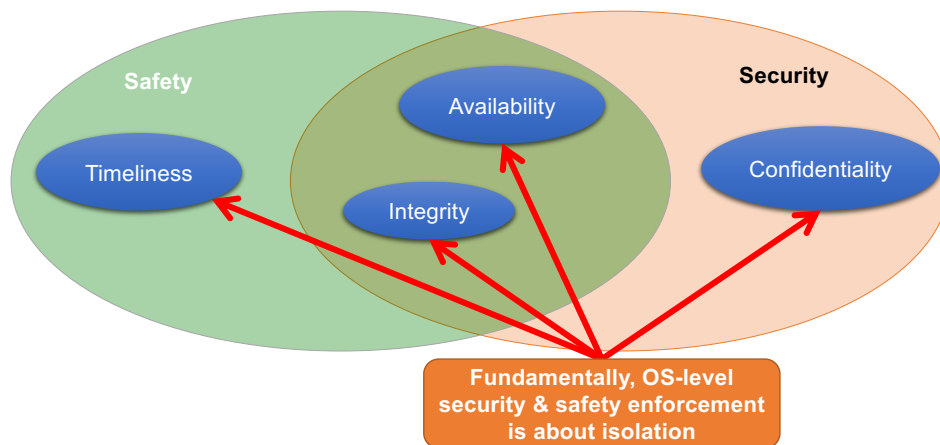 Safety
Security
Availability
Timeliness
Confidentiality
Integrity
Fundamentally, OS-level
security & safety enforcement
is about isolation